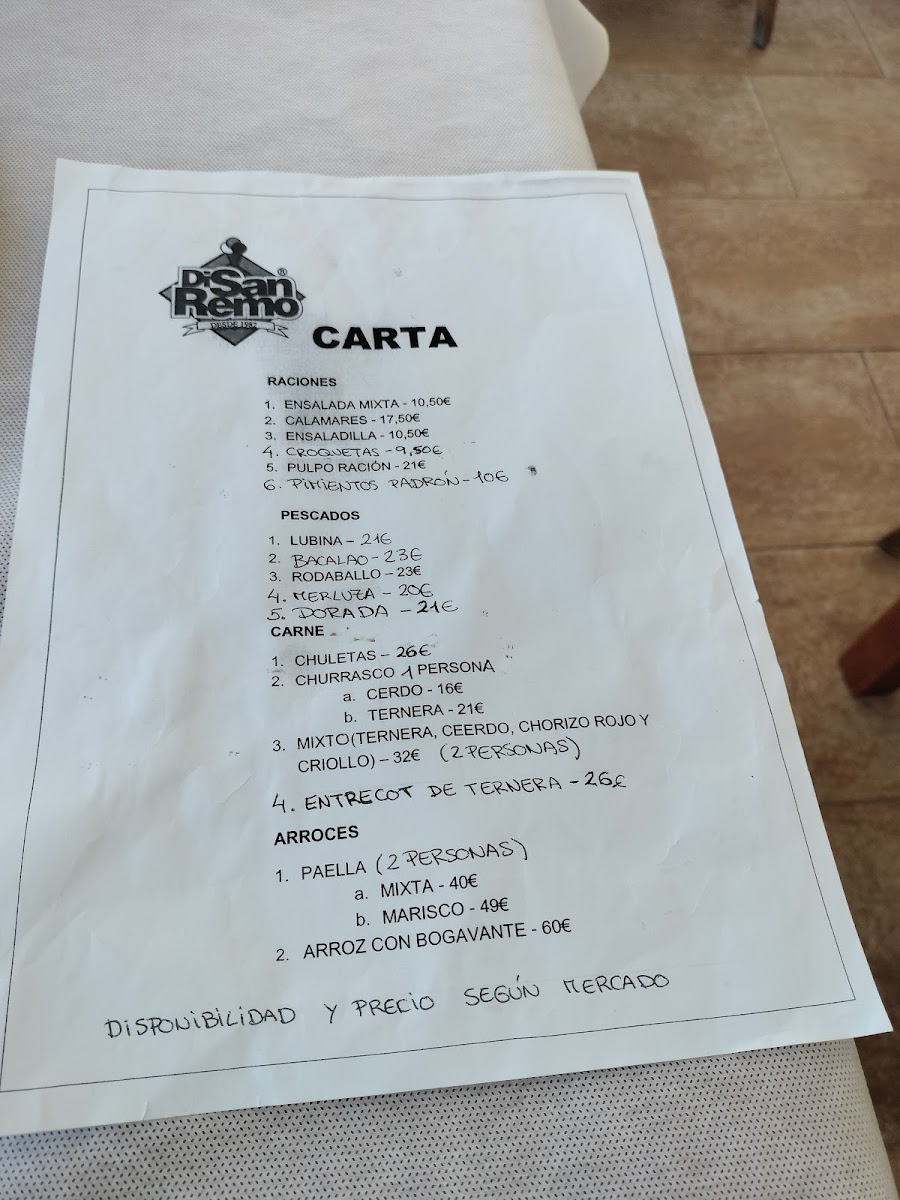 DiSan®
Remo
DESDE 1982
CARTA
RACIONES
1. ENSALADA MIXTA - 10,50€
2. CALAMARES - 17,50€
3. ENSALADILLA - 10,50€
4. CROQUETAS - 9,50€
5. PULPO RACIÓN - 21€
6. PIMIENTOS PADRÓN - 10€
PESCADOS
1. LUBINA – 21€
2. BACALAO - 23€
3. RODABALLO – 23€
4. MERLUZA - 20€
5. DORADA - 21€
CARNE
1. CHULETAS – 26€
2. CHURRASCO 1 PERSONA
a. CERDO - 16€
b. TERNERA - 21€
3. MIXTO(TERNERA, CEERDO, CHORIZO ROJO Y
CRIOLLO) – 32€ (2 PERSONAS)
4. ENTRECOT DE TERNERA - 26€
ARROCES
1. PAELLA (2 PERSONAS)
a. MIXTA - 40€
b. MARISCO - 49€
2. ARROZ CON BOGAVANTE - 60€
DISPONIBILIDAD Y PRECIO SEGÚN MERCADO